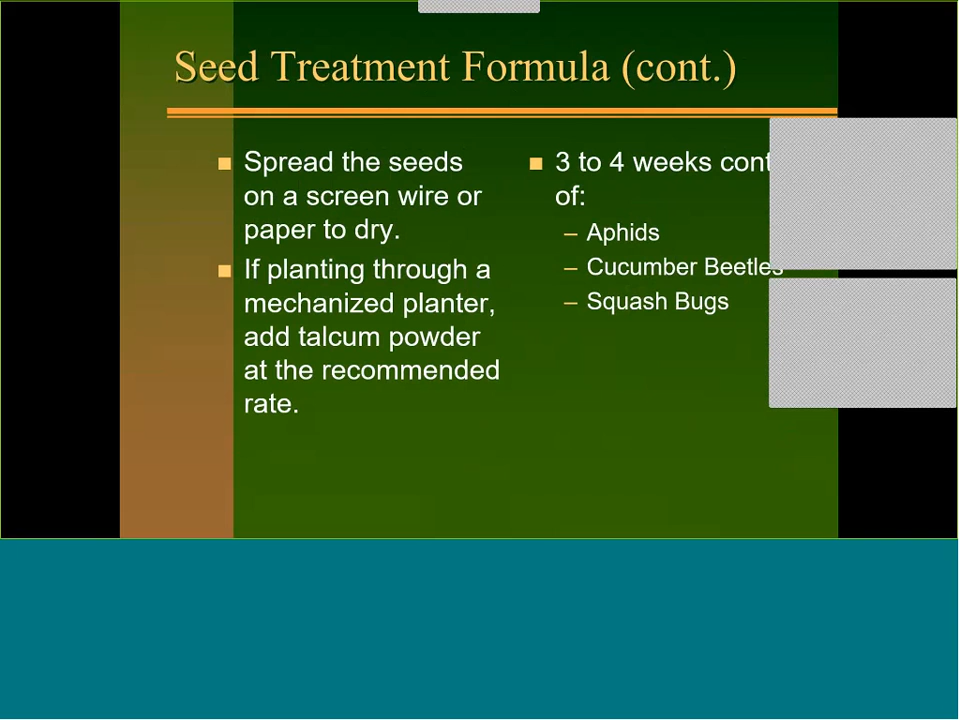 Seed Treatment Formula (cont.)
■ Spread the seeds
on a screen wire or
paper to dry.
■ If planting through a
mechanized planter,
add talcum powder
at the recommended
rate.
■ 3 to 4 weeks
of:
– Aphids
– Cucumber Beetles
– Squash Bugs